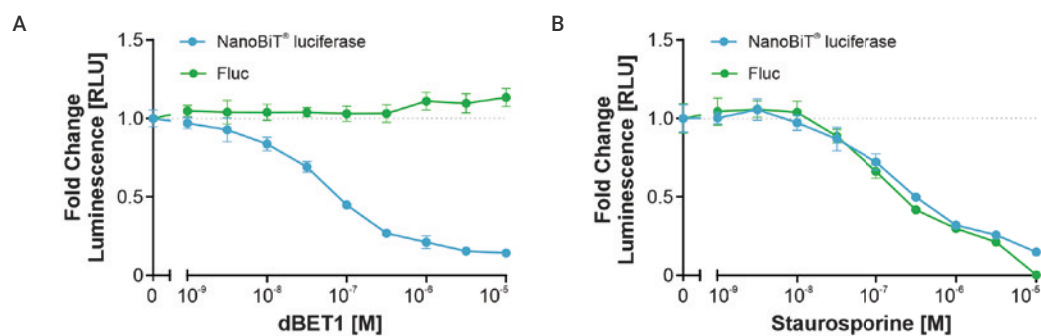 A
Fold Change
Luminescence [RLU]
1.5
1.0
0.5
0
NanoBiT® luciferase
Fluc
0
10⁻⁹
10⁻⁸
10⁻⁷
10⁻⁶
10⁻⁵
dBET1 [M]
B
Fold Change
Luminescence [RLU]
1.5
1.0
0.5
0
NanoBiT® luciferase
Fluc
0
10⁻⁹
10⁻⁸
10⁻⁷
10⁻⁶
10⁻⁵
Staurosporine [M]